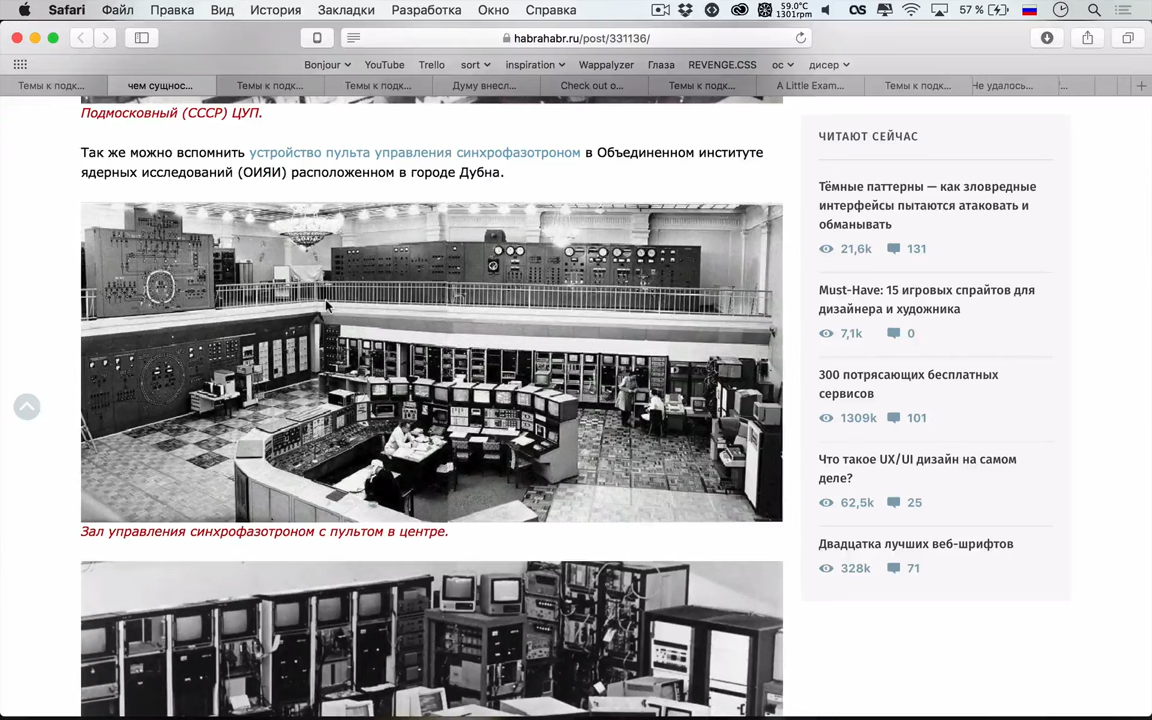 Safari Файл Правка Вид История Закладки Разработка Окно Справка 59.0°C 1301rpm 57 %
habrahabr.ru/post/331136/
Bonjour YouTube Trello sort inspiration Wappalyzer Глаза REVENGE.CSS ос дисер
Темы к подк... чем сущнос... Темы к подк... Темы к подк... Думу внесл... Check out o... Темы к подк... A Little Exam... Темы к подк... Не удалось...
Подмосковный (СССР) ЦУП.
Так же можно вспомнить устройство пульта управления синхрофазотроном в Объединенном институте
ядерных исследований (ОИЯИ) расположенном в городе Дубна.
Зал управления синхрофазотроном с пультом в центре.
ЧИТАЮТ СЕЙЧАС
Тёмные паттерны — как зловредные
интерфейсы пытаются атаковать и
обманывать
21,6k 131
Must-Have: 15 игровых спрайтов для
дизайнера и художника
7,1k 0
300 потрясающих бесплатных
сервисов
1309k 101
Что такое UX/UI дизайн на самом
деле?
62,5k 25
Двадцатка лучших веб-шрифтов
328k 71